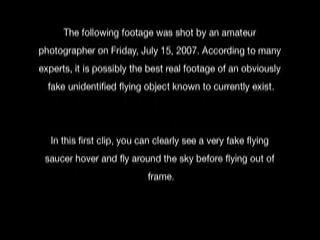 The following footage was shot by an amateur
photographer on Friday, July 15, 2007. According to many
experts, it is possibly the best real footage of an obviously
fake unidentified flying object known to currently exist.
In this first clip, you can clearly see a very fake flying
saucer hover and fly around the sky before flying out of
frame.